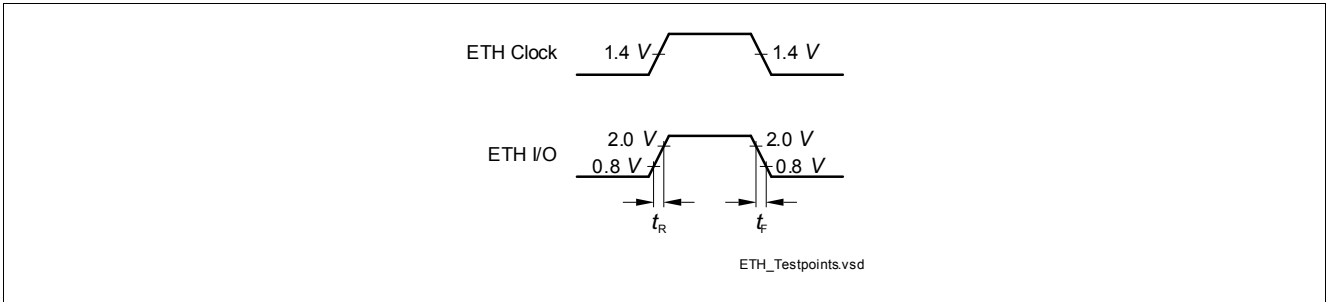 ETH Clock 1.4 V 1.4 V
2.0 V 2.0 V
ETH I/O
0.8 V 0.8 V
tR tF
ETH_Testpoints.vsd